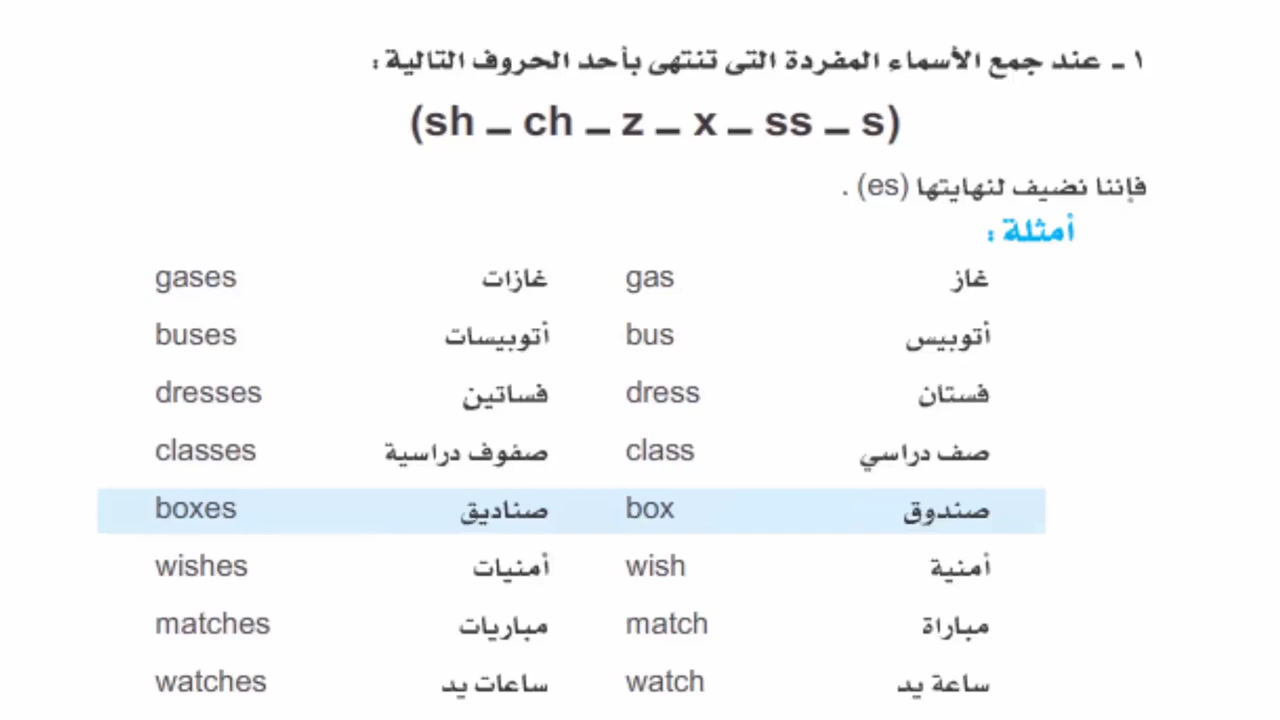 ١ ـ عند جمع الأسماء المفردة التى تنتهى بأحد الحروف التالية :
(sh – ch – z – x – ss – s)
فإننا نضيف لنهايتها (es) .
أمثلة :
غاز gas غازات gases
أتوبيس bus أتوبيسات buses
فستان dress فساتين dresses
صف دراسي class صفوف دراسية classes
صندوق box صناديق boxes
أمنية wish أمنيات wishes
مباراة match مباريات matches
ساعة يد watch ساعات يد watches